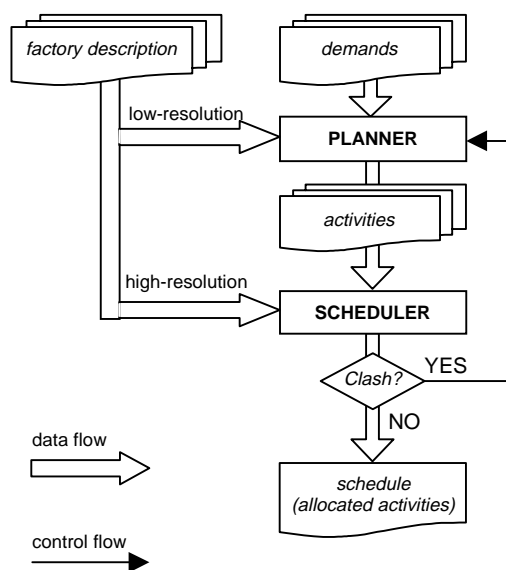 factory description
demands
low-resolution
PLANNER
activities
high-resolution
SCHEDULER
Clash?
YES
NO
data flow
schedule
(allocated activities)
control flow